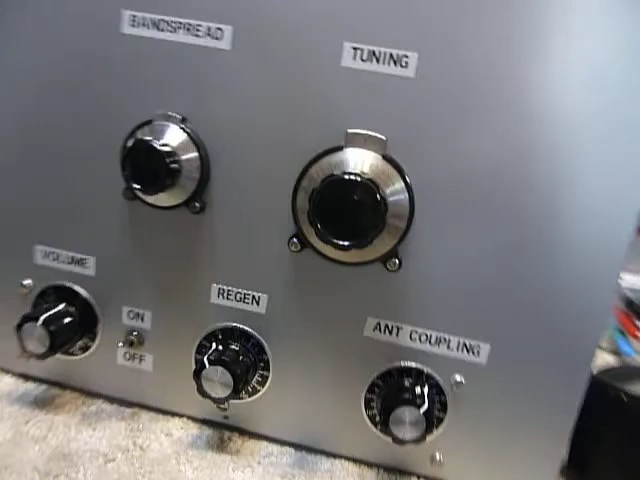 BANDSPREAD
TUNING
VOLUME
ON
OFF
REGEN
ANT COUPLING